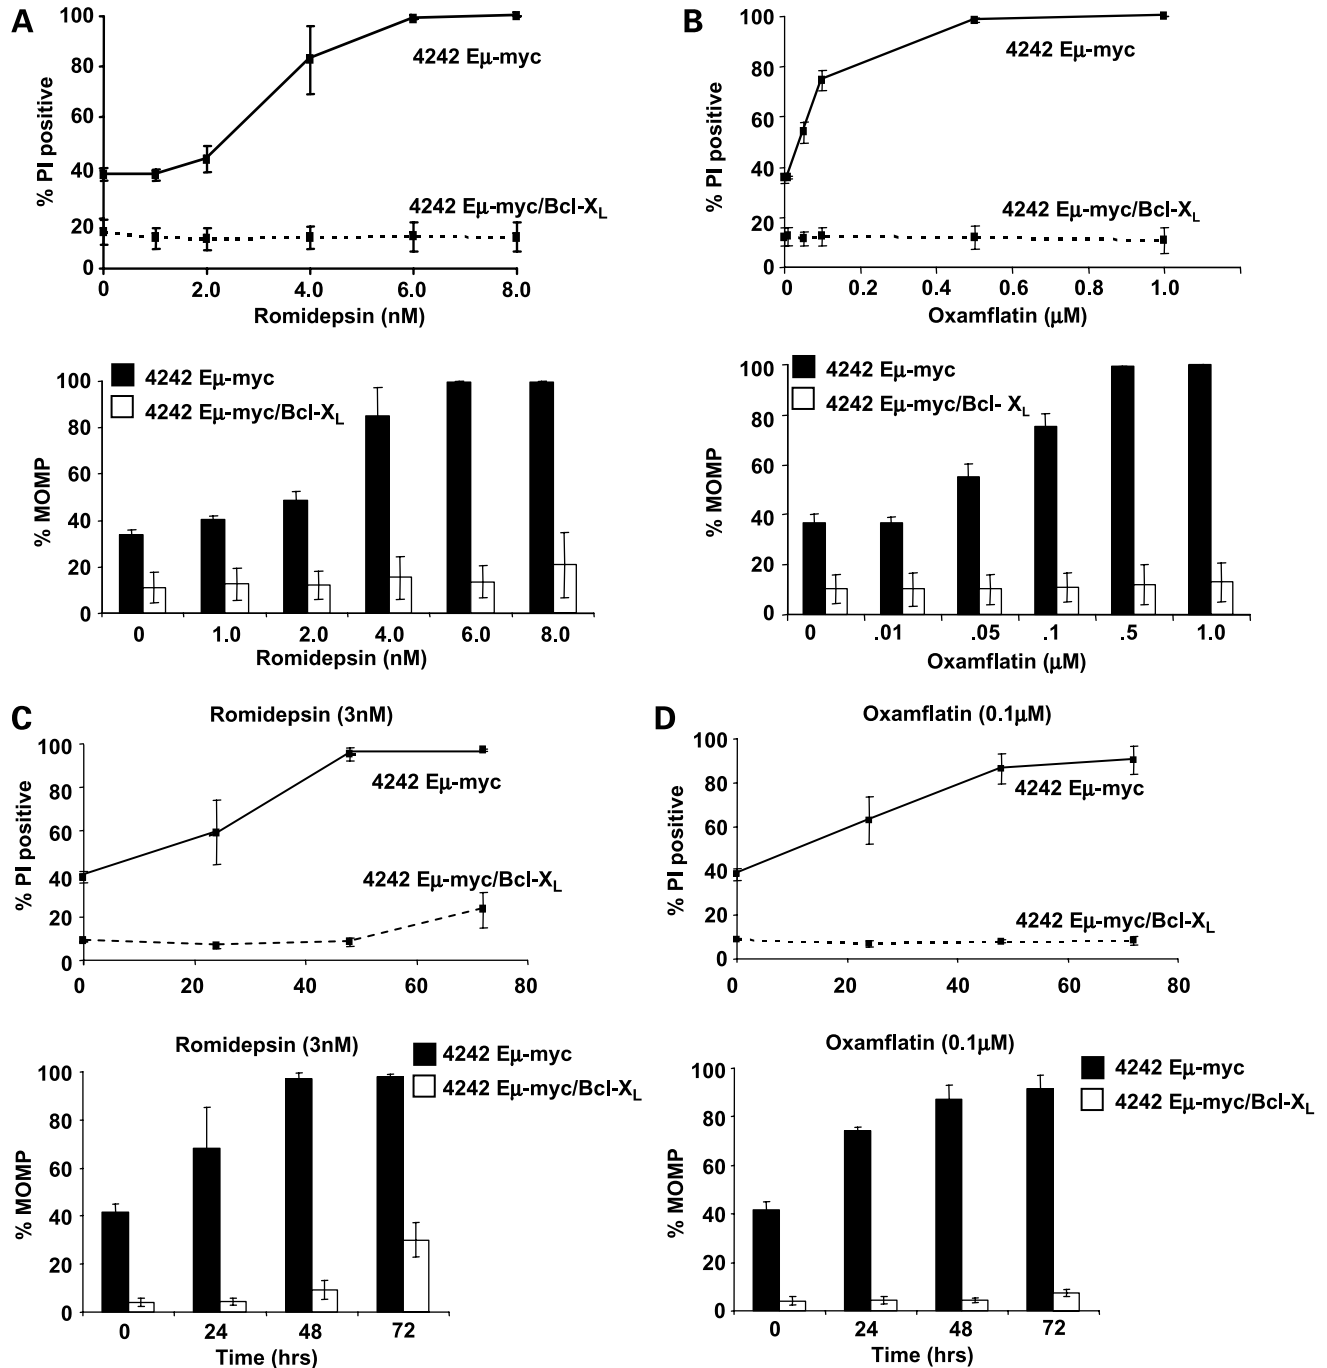 A
% PI positive
100
80
60
40
20
0
4242 Eμ-myc
4242 Eμ-myc/Bcl-XL
0 2.0 4.0 6.0 8.0
Romidepsin (nM)
% MOMP
100
80
60
40
20
0
4242 Eμ-myc
4242 Eμ-myc/Bcl-XL
0 1.0 2.0 4.0 6.0 8.0
Romidepsin (nM)
B
% PI positive
100
80
60
40
20
0
4242 Eμ-myc
4242 Eμ-myc/Bcl-XL
0 0.2 0.4 0.6 0.8 1.0
Oxamflatin (μM)
% MOMP
100
80
60
40
20
0
4242 Eμ-myc
4242 Eμ-myc/Bcl- XL
0 .01 .05 .1 .5 1.0
Oxamflatin (μM)
C
Romidepsin (3nM)
% PI positive
100
80
60
40
20
0
4242 Eμ-myc
4242 Eμ-myc/Bcl-XL
0 20 40 60 80
Romidepsin (3nM)
% MOMP
100
80
60
40
20
0
4242 Eμ-myc
4242 Eμ-myc/Bcl-XL
0 24 48 72
Time (hrs)
D
Oxamflatin (0.1μM)
% PI positive
100
80
60
40
20
0
4242 Eμ-myc
4242 Eμ-myc/Bcl-XL
0 20 40 60 80
Oxamflatin (0.1μM)
% MOMP
100
80
60
40
20
0
4242 Eμ-myc
4242 Eμ-myc/Bcl-XL
0 24 48 72
Time (hrs)